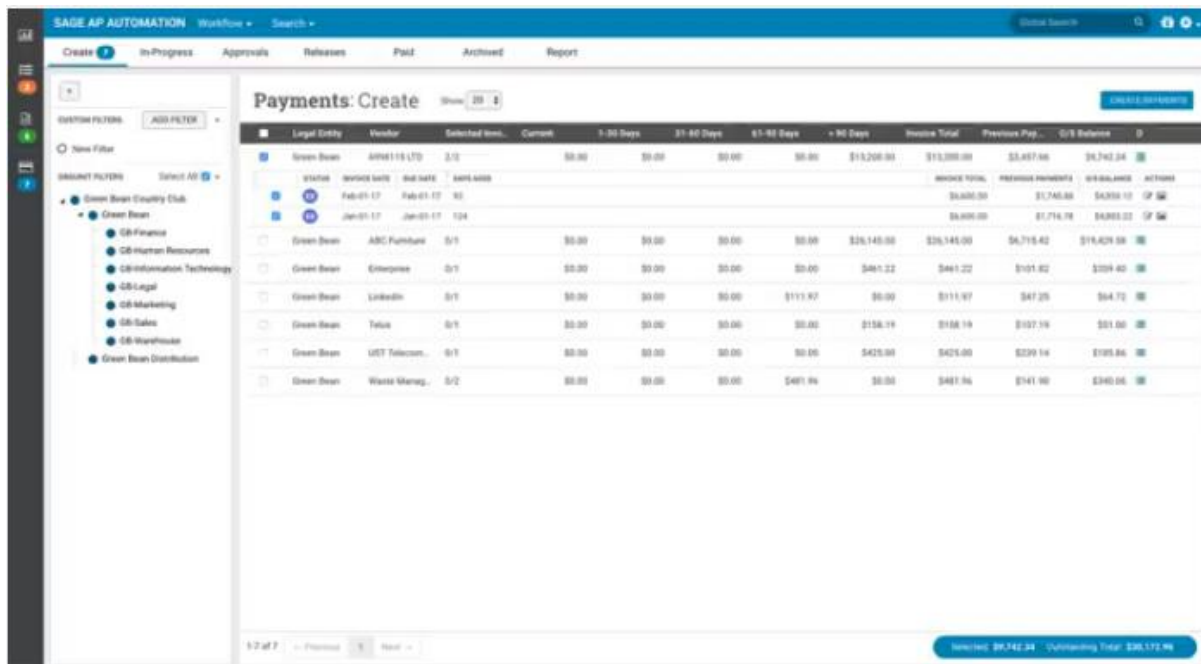 SAGE AP AUTOMATION Workflow Search Global Search
Create 7 In-Progress Approvals Releases Paid Archived Report
Payments: Create Show: 20 CREATE PAYMENTS
CUSTOM FILTERS ADD FILTER
New Filter
Select All
Green Bean Country Club
Green Bean
GB-Finance
GB-Human Resources
GB-Information Technology
GB-Legal
GB-Marketing
GB-Sales
GB-Warehouse
Green Bean Distribution
Legal Entity Vendor Selected Invo... Current 1-30 Days 31-60 Days 61-90 Days > 90 Days Invoice Total Previous Pay... O/S Balance D
Green Bean LTD 2/2 $0.00 $0.00 $0.00 $0.00 $13,200.00 $13,200.00 $3,457.66 $9,742.34
STATUS INVOICE DATE DUE DATE DAYS AGED INVOICE TOTAL PREVIOUS PAYMENTS O/S BALANCE ACTIONS
Feb-01-17 Feb-01-17 $6,600.00
Jan-01-17 Jan-01-17 124 $6,600.00 $1,716.78
Green Bean ABC Furniture 0/1 $0.00 $0.00 $0.00 $0.00 $26,145.00 $26,145.00 $6,715.42 $19,429.58
Green Bean Enterprise 0/1 $0.00 $0.00 $0.00 $0.00 $461.22 $461.22 $101.82 $359.40
Green Bean LinkedIn 0/1 $0.00 $0.00 $0.00 $111.97 $0.00 $111.97 $47.25 $64.72
Green Bean Telus 0/1 $0.00 $0.00 $0.00 $0.00 $158.19 $158.19 $107.19 $51.00
Green Bean UST Telecom... 0/1 $0.00 $0.00 $0.00 $0.00 $425.00 $425.00 $239.14 $185.86
Green Bean Waste Manag... 0/2 $0.00 $0.00 $0.00 $481.96 $0.00 $481.96 $141.90 $340.06
1-7 of 7 Previous 1 Next
Selected: $9,742.34 Outstanding Total: $30,172.96